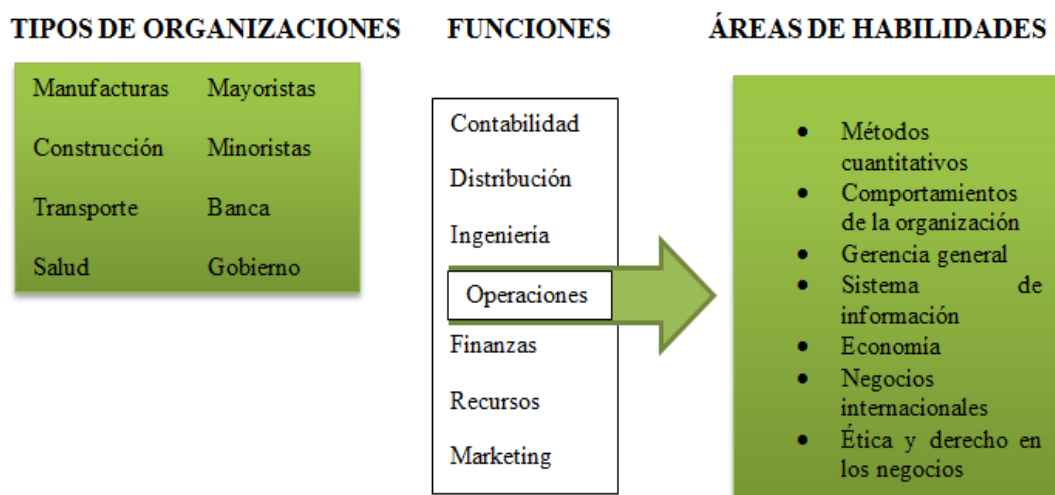 TIPOS DE ORGANIZACIONES
Manufacturas Mayoristas
Construcción Minoristas
Transporte Banca
Salud Gobierno
FUNCIONES
Contabilidad
Distribución
Ingeniería
Operaciones
Finanzas
Recursos
Marketing
ÁREAS DE HABILIDADES
• Métodos
cuantitativos
• Comportamientos
de la organización
• Gerencia general
• Sistema de
información
• Economía
• Negocios
internacionales
• Ética y derecho en
los negocios